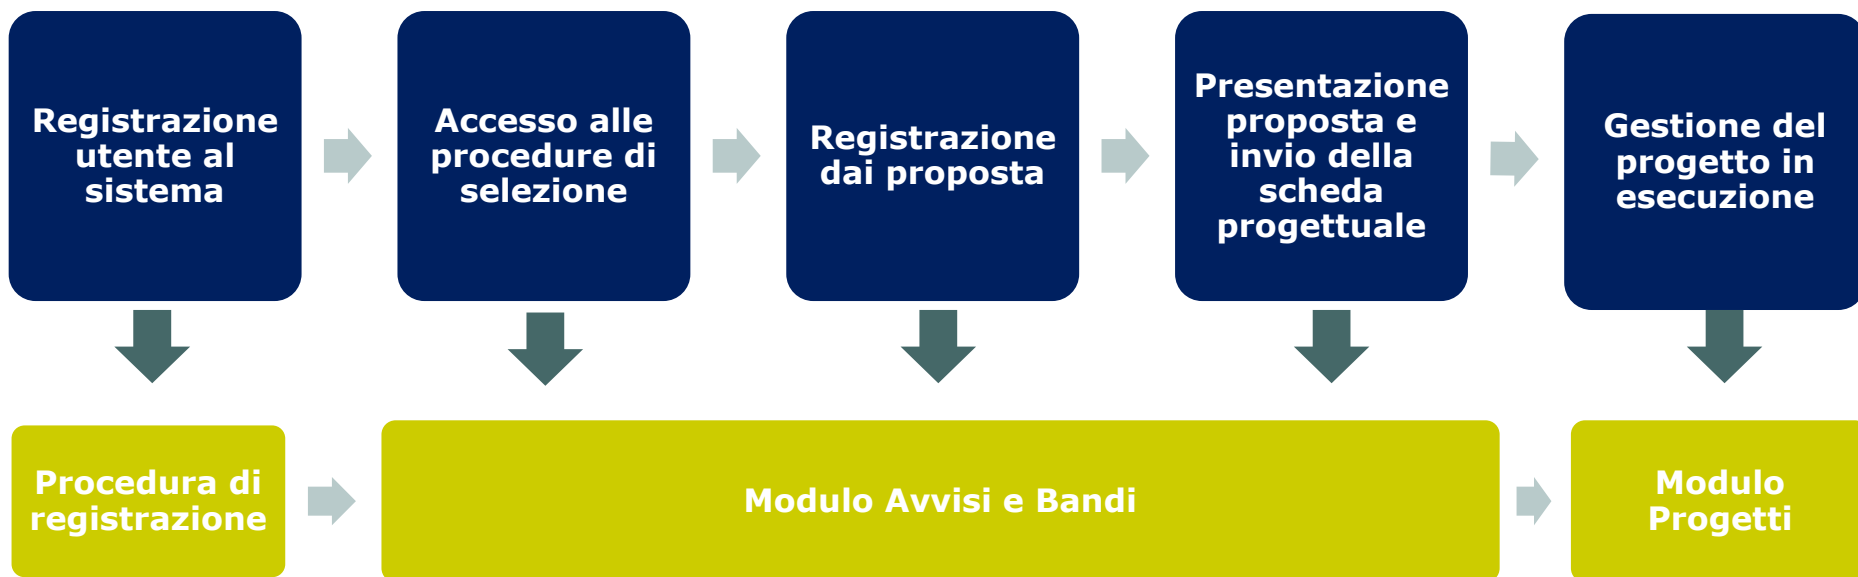 Registrazione
utente al
sistema
Accesso alle
procedure di
selezione
Registrazione
dai proposta
Presentazione
proposta e
invio della
scheda
progettuale
Gestione del
progetto in
esecuzione
Procedura di
registrazione
Modulo Avvisi e Bandi
Modulo
Progetti